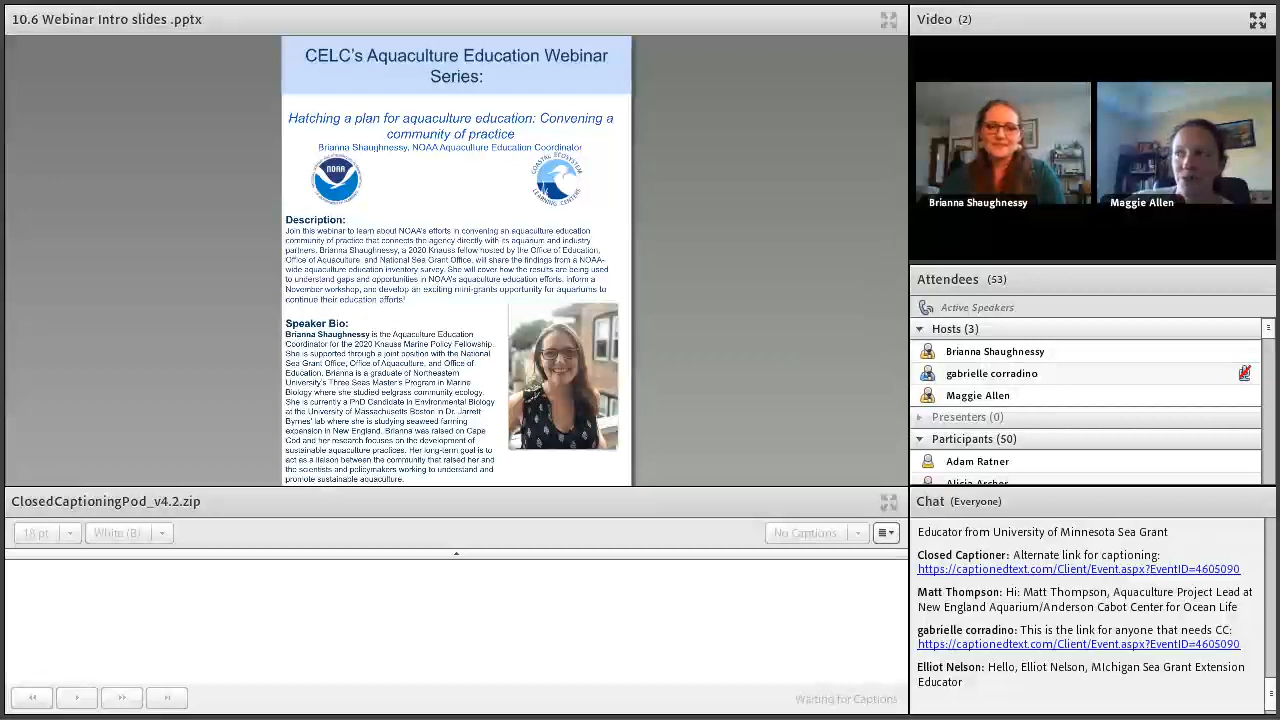 10.6 Webinar Intro slides .pptx
CELC's Aquaculture Education Webinar
Series:
Hatching a plan for aquaculture education: Convening a
community of practice
Brianna Shaughnessy, NOAA Aquaculture Education Coordinator
NOAA
COASTAL ECOSYSTEM
LEARNING CENTERS
Description:
Join this webinar to learn about NOAA's efforts in convening an aquaculture education
community of practice that connects the agency directly with its aquarium and industry
partners. Brianna Shaughnessy, a 2020 Knauss fellow hosted by the Office of Education,
Office of Aquaculture, and National Sea Grant Office, will share the findings from a NOAA-
wide aquaculture education inventory survey. She will cover how the results are being used
to understand gaps and opportunities in NOAA's aquaculture education efforts, inform a
November workshop, and develop an exciting mini-grants opportunity for aquariums to
continue their education efforts!
Speaker Bio:
Brianna Shaughnessy is the Aquaculture Education
Coordinator for the 2020 Knauss Marine Policy Fellowship.
She is supported through a joint position with the National
Sea Grant Office, Office of Aquaculture, and Office of
Education. Brianna is a graduate of Northeastern
University's Three Seas Master's Program in Marine
Biology where she studied eelgrass community ecology.
She is currently a PhD Candidate in Environmental Biology
at the University of Massachusetts Boston in Dr. Jarrett
Byrnes' lab where she is studying seaweed farming
expansion in New England. Brianna was raised on Cape
Cod and her research focuses on the development of
sustainable aquaculture practices. Her long-term goal is to
act as a liaison between the community that raised her and
the scientists and policymakers working to understand and
promote sustainable aquaculture.
ClosedCaptioningPod_v4.2.zip
18 pt
White (B)
No Captions
Waiting for Captions
Video (2)
Brianna Shaughnessy
Maggie Allen
Attendees (53)
Active Speakers
Hosts (3)
Brianna Shaughnessy
gabrielle corradino
Maggie Allen
Presenters (0)
Participants (50)
Adam Ratner
Alicia Archer
Chat (Everyone)
Educator from University of Minnesota Sea Grant
Closed Captioner: Alternate link for captioning:
https://captionedtext.com/Client/Event.aspx?EventID=4605090
Matt Thompson: Hi: Matt Thompson, Aquaculture Project Lead at
New England Aquarium/Anderson Cabot Center for Ocean Life
gabrielle corradino: This is the link for anyone that needs CC:
https://captionedtext.com/Client/Event.aspx?EventID=4605090
Elliot Nelson: Hello, Elliot Nelson, MIchigan Sea Grant Extension
Educator